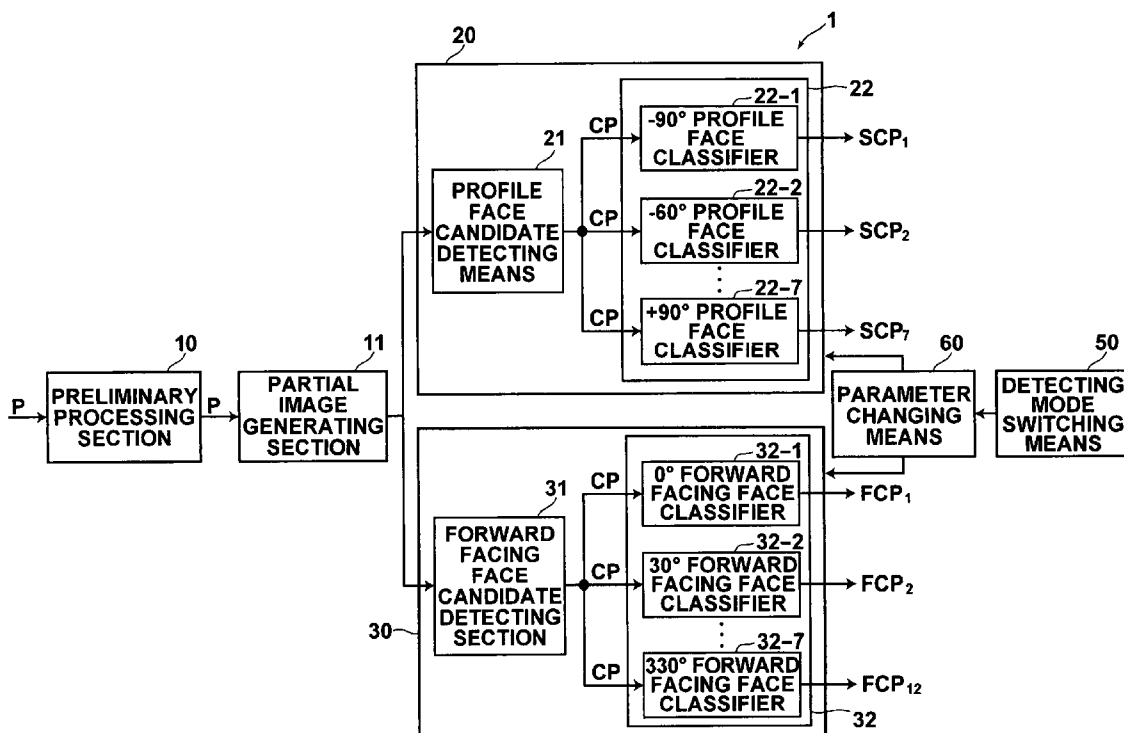 1
20
22
22-1
-90° PROFILE
FACE
CLASSIFIER
CP
SCP₁
21
PROFILE
FACE
CANDIDATE
DETECTING
MEANS
22-2
-60° PROFILE
FACE
CLASSIFIER
CP
SCP₂
22-7
+90° PROFILE
FACE
CLASSIFIER
CP
SCP₇
10
PRELIMINARY
PROCESSING
SECTION
P
P
11
PARTIAL
IMAGE
GENERATING
SECTION
60
PARAMETER
CHANGING
MEANS
50
DETECTING
MODE
SWITCHING
MEANS
32-1
0° FORWARD
FACING FACE
CLASSIFIER
CP
FCP₁
31
FORWARD
FACING
FACE
CANDIDATE
DETECTING
SECTION
32-2
30° FORWARD
FACING FACE
CLASSIFIER
CP
FCP₂
30
32-7
330° FORWARD
FACING FACE
CLASSIFIER
CP
FCP₁₂
32